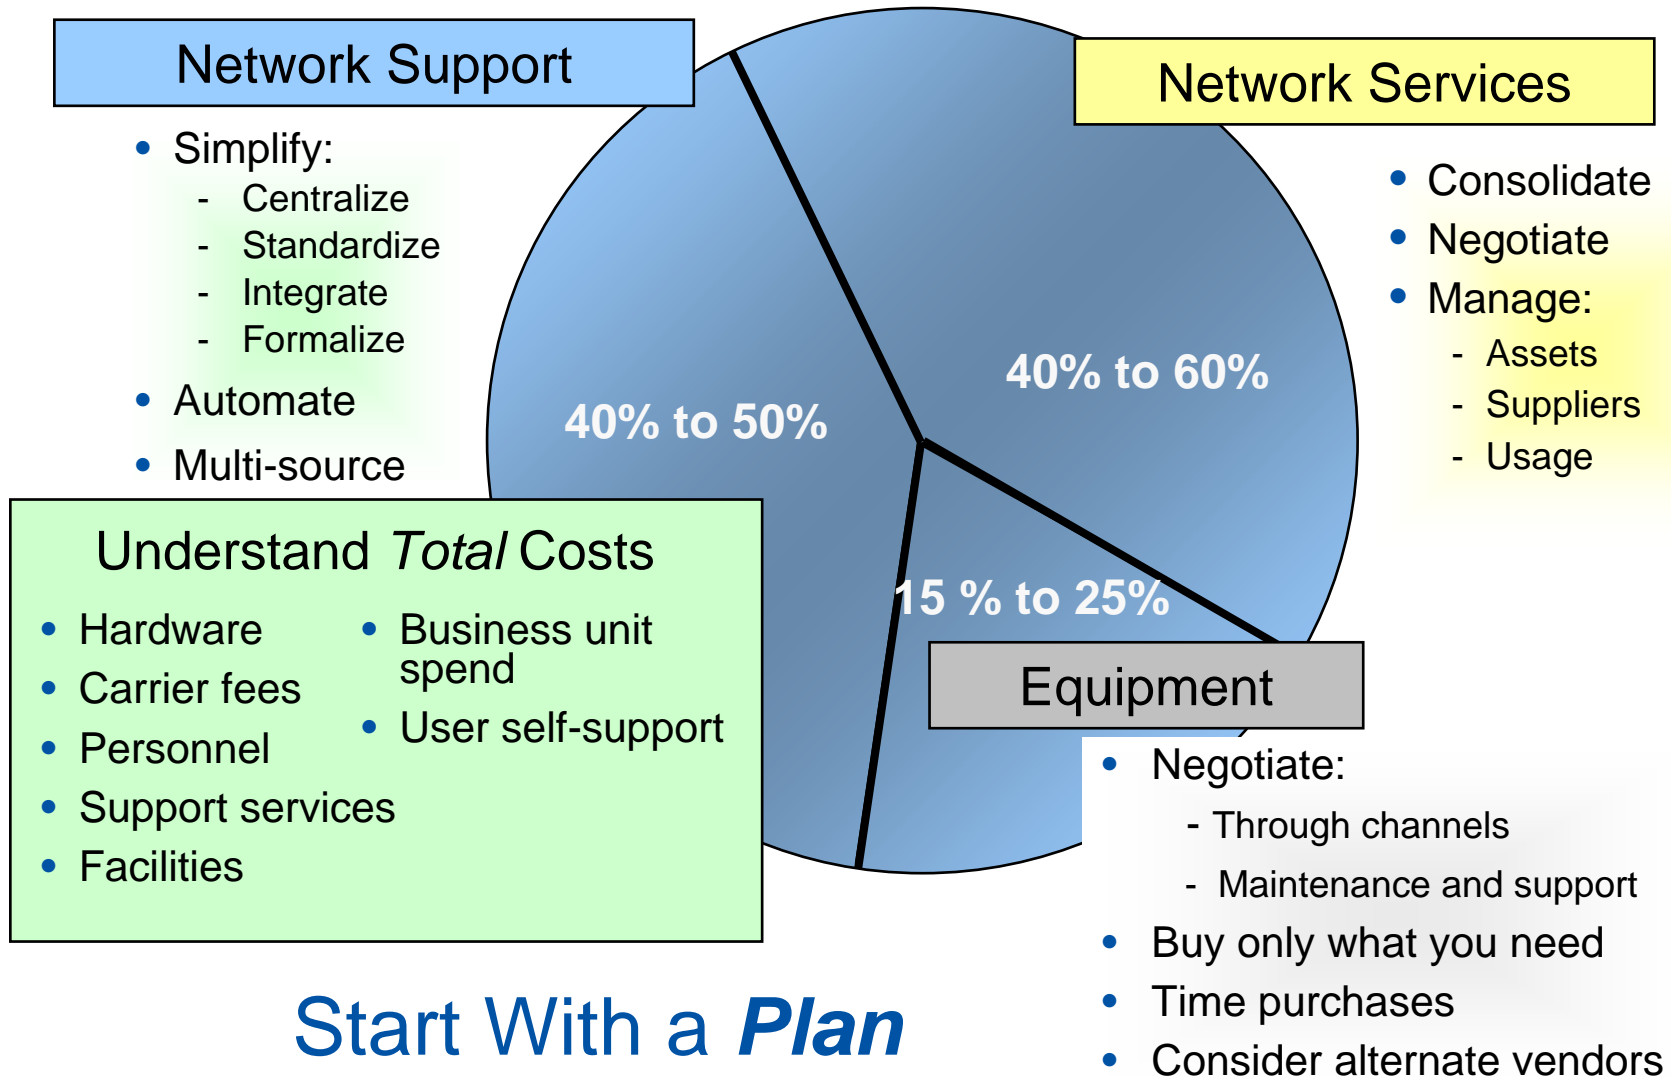 Network Support
• Simplify:
- Centralize
- Standardize
- Integrate
- Formalize
• Automate
• Multi-source
Network Services
• Consolidate
• Negotiate
• Manage:
- Assets
- Suppliers
- Usage
40% to 50%
40% to 60%
15 % to 25%
Understand Total Costs
• Hardware
• Carrier fees
• Personnel
• Support services
• Facilities
• Business unit
spend
• User self-support
Equipment
• Negotiate:
- Through channels
- Maintenance and support
• Buy only what you need
• Time purchases
• Consider alternate vendors
Start With a Plan